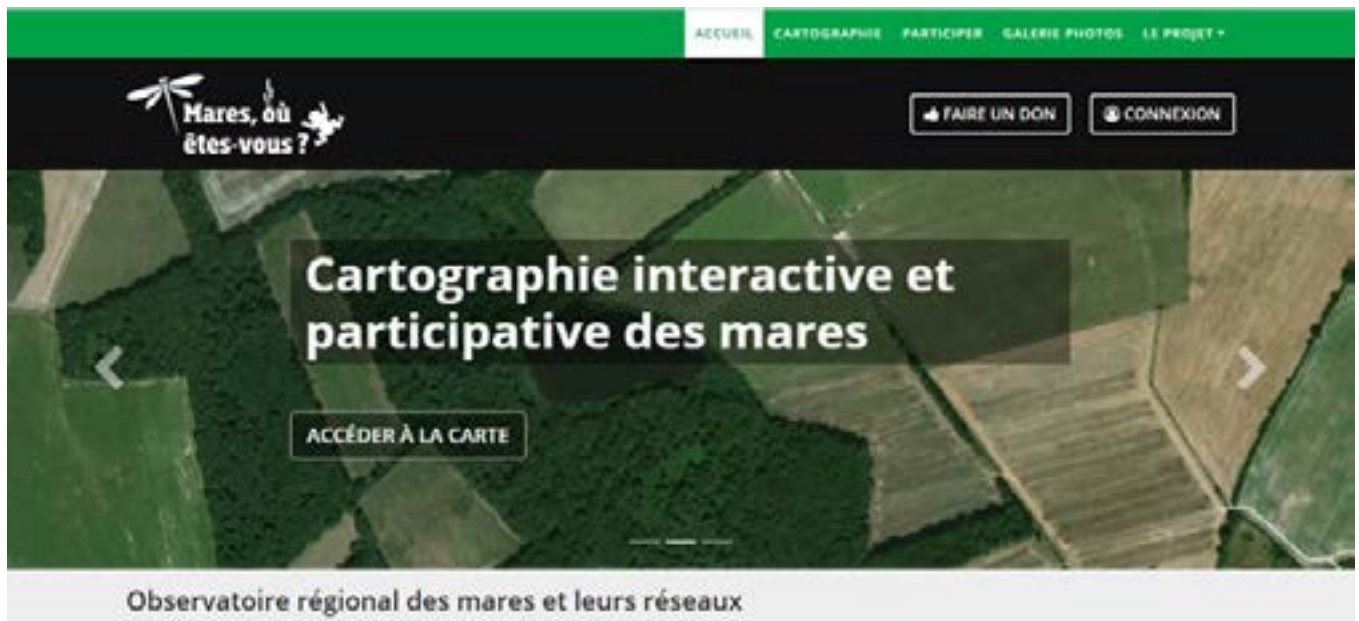 ACCUEIL CARTOGRAPHIE PARTICIPER GALERIE PHOTOS LE PROJET
Mares, où
êtes-vous ?
FAIRE UN DON
CONNEXION
Cartographie interactive et
participative des mares
ACCÉDER À LA CARTE
Observatoire régional des mares et leurs réseaux